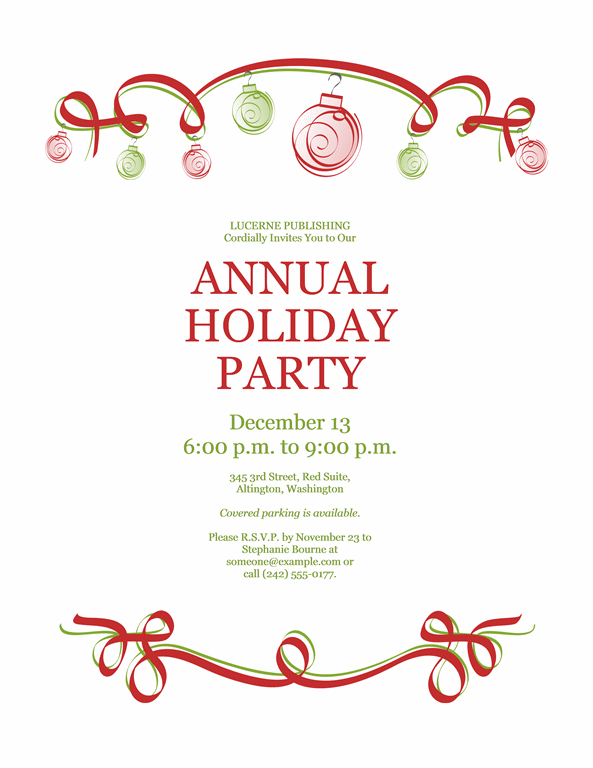 LUCERNE PUBLISHING
Cordially Invites You to Our
ANNUAL
HOLIDAY
PARTY
December 13
6:00 p.m. to 9:00 p.m.
345 3rd Street, Red Suite,
Altington, Washington
Covered parking is available.
Please R.S.V.P. by November 23 to
Stephanie Bourne at
someone@example.com or
call (242) 555-0177.